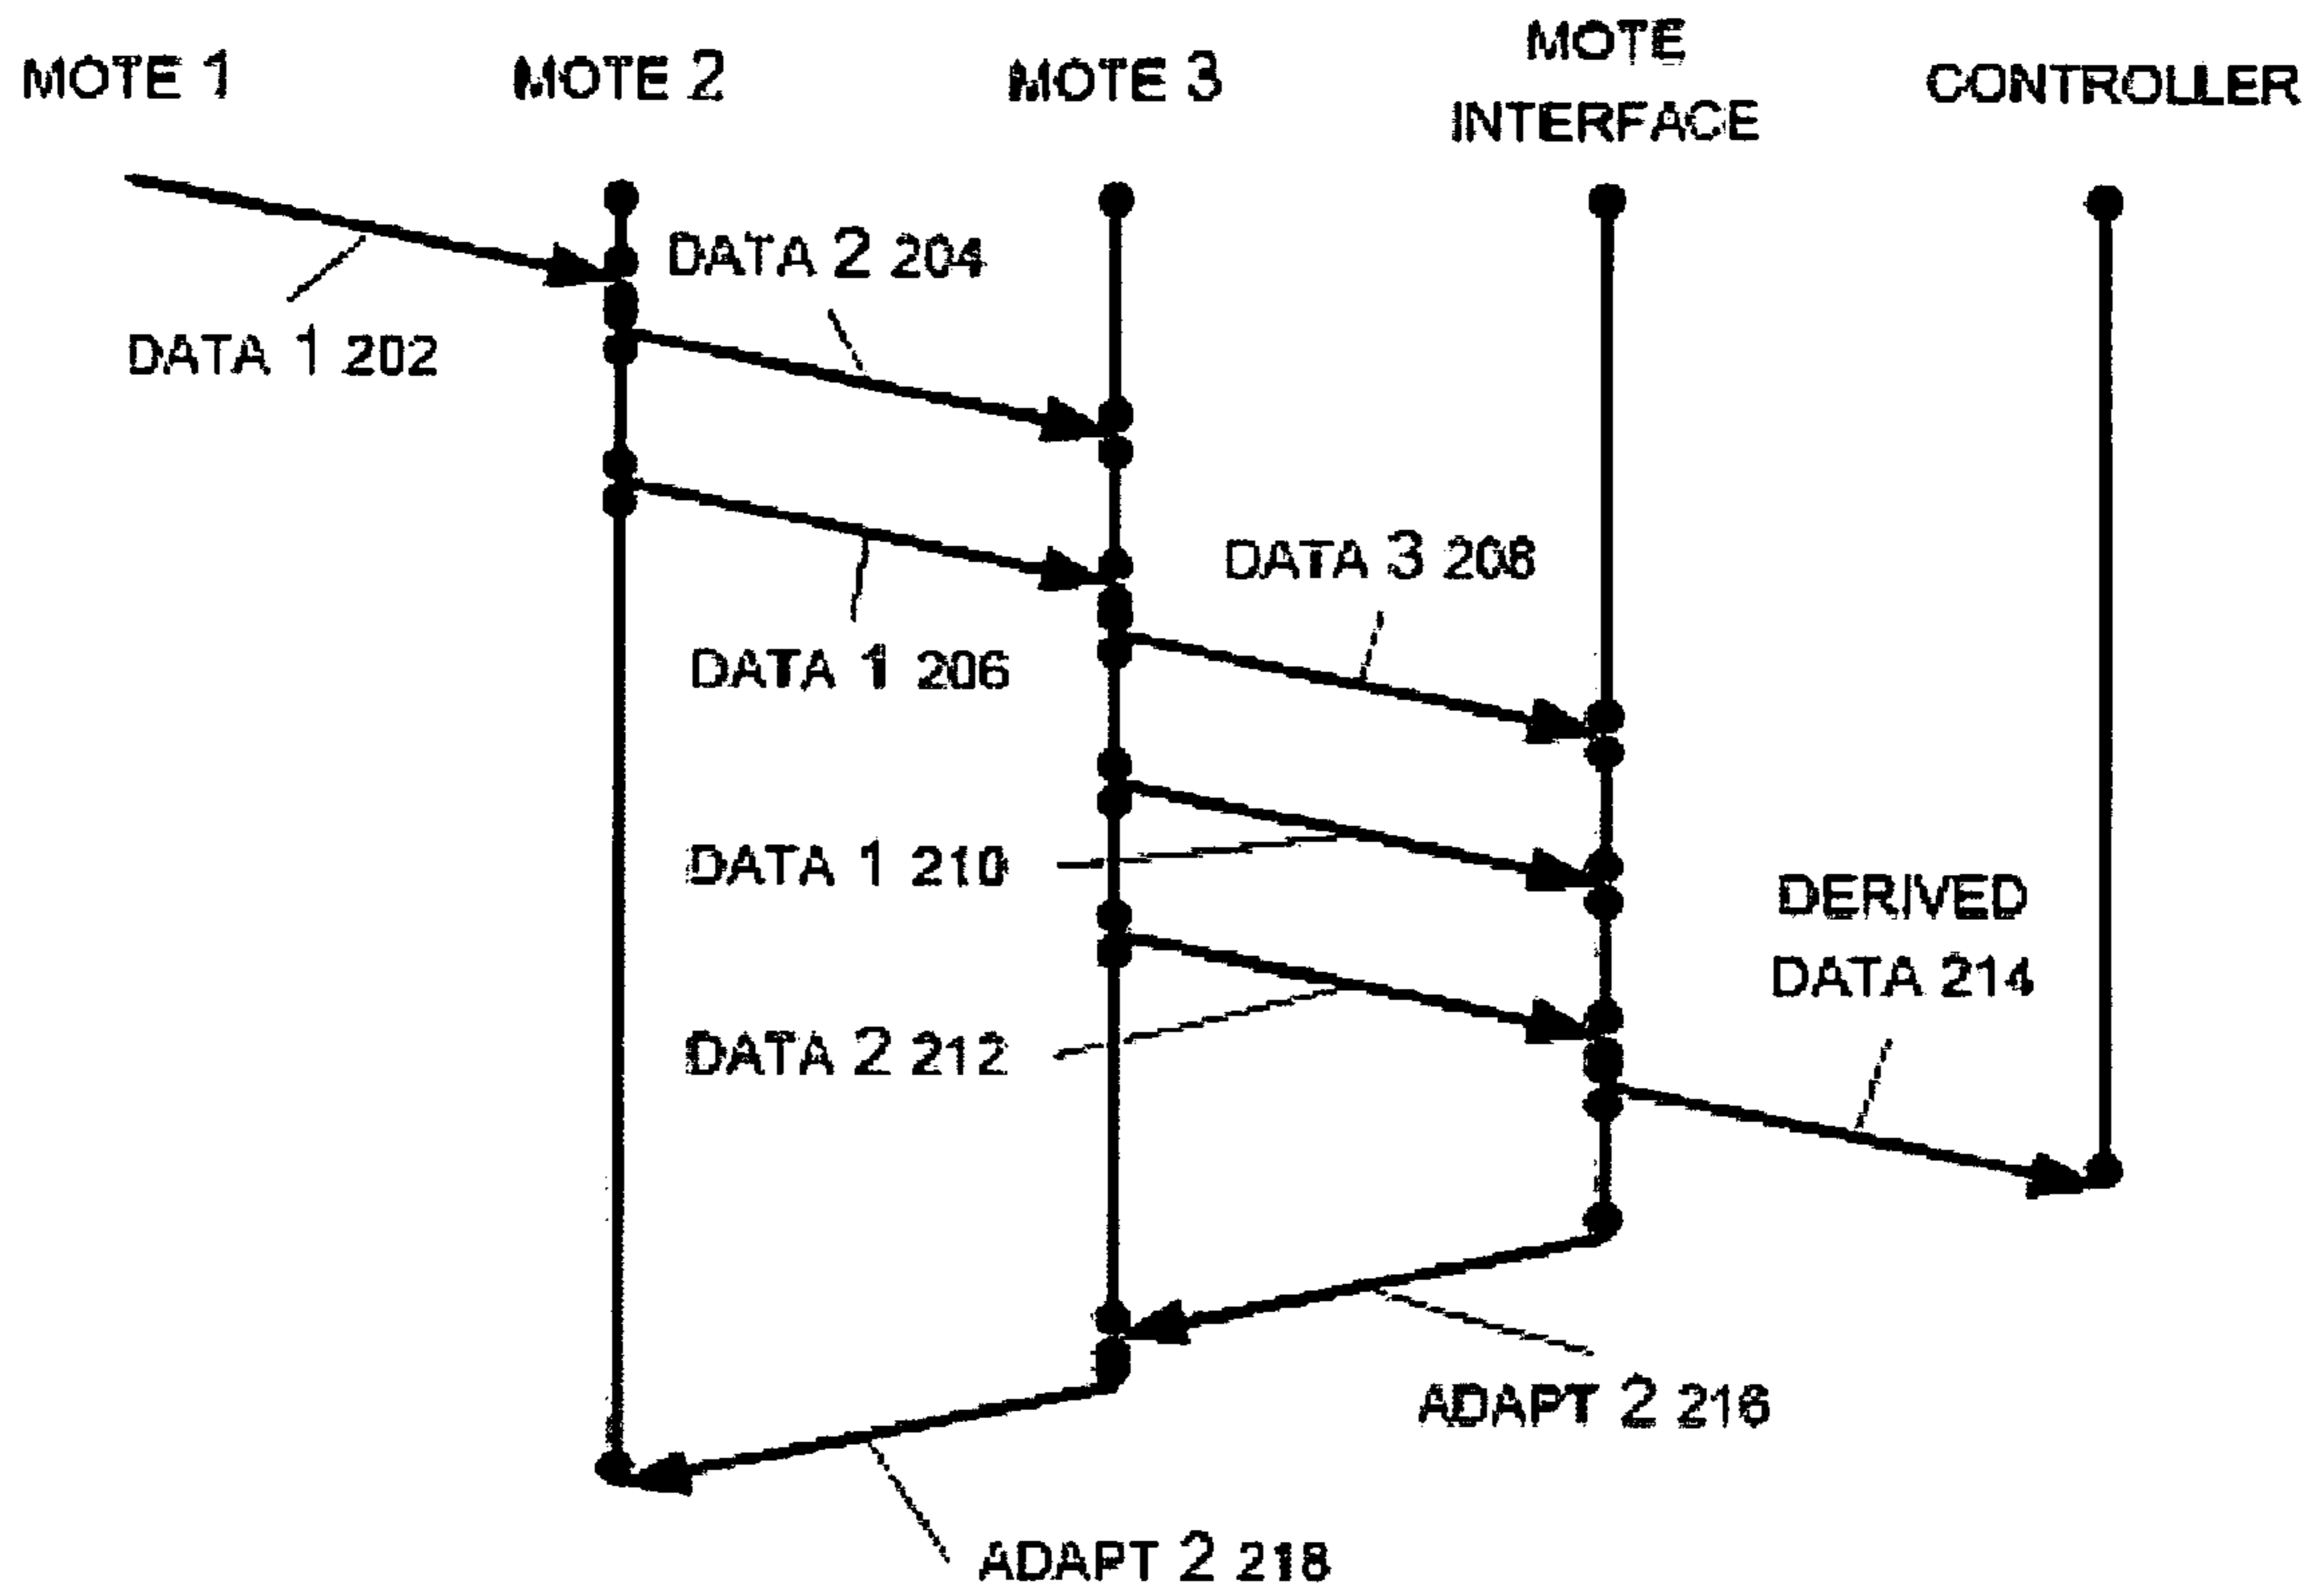 MOTE 1
MOTE 2
MOTE 3
MOTE
INTERFACE
CONTROLLER
DATA 2 204
DATA 1 202
DATA 3 208
DATA 1 206
DATA 1 210
DERIVED
DATA 214
DATA 2 212
ADAPT 2 216
ADAPT 2 218